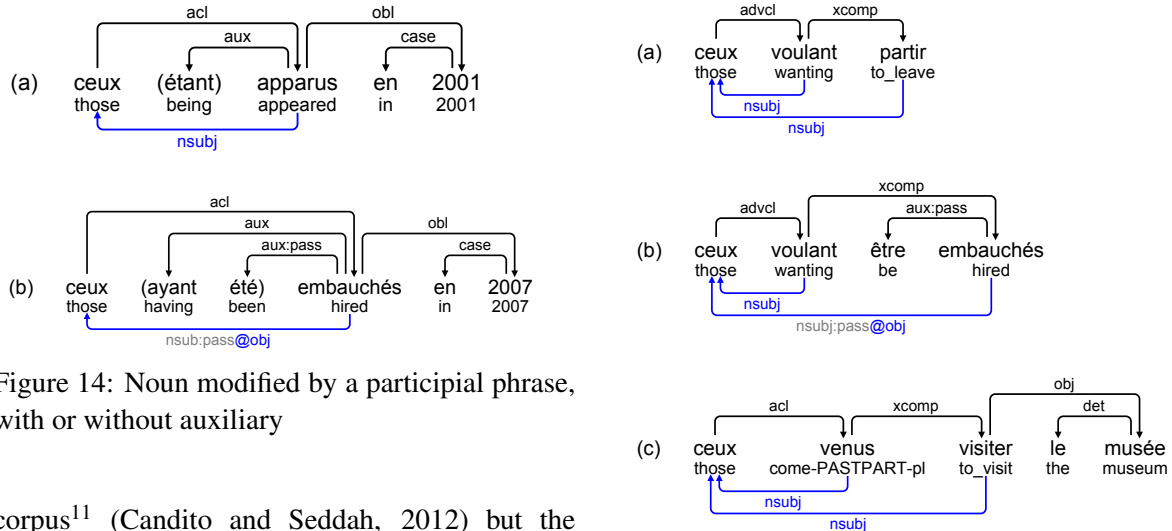 acl
obl
aux
case
(a) ceux (étant) apparus en 2001
those being appeared in 2001
nsubj
acl
aux
obl
aux:pass
case
(b) ceux (ayant été) embauchés en 2007
those having been hired in 2007
nsub:pass@obj
Figure 14: Noun modified by a participial phrase,
with or without auxiliary
corpus11 (Candito and Seddah, 2012) but the
advcl
xcomp
(a) ceux voulant partir
those wanting to_leave
nsubj
nsubj
xcomp
advcl
aux:pass
(b) ceux voulant être embauchés
those wanting be hired
nsubj
nsubj:pass@obj
obj
acl
xcomp
det
(c) ceux venus visiter le musée
those come-PASTPART-pl to_visit the museum
nsubj
nsubj